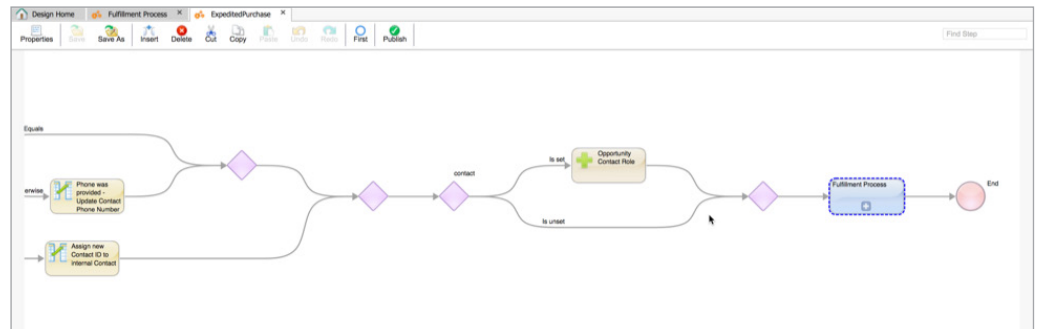 Design Home
Fulfillment Process
ExpeditedPurchase
Properties
Save
Save As
Insert
Delete
Cut
Copy
Paste
Undo
Redo
First
Publish
Find Step
Equals
erwise
Phone was
provided -
Update Contact
Phone Number
Assign new
Contact ID to
internal Contact
contact
Is set
Opportunity
Contact Role
Is unset
Fulfillment Process
End